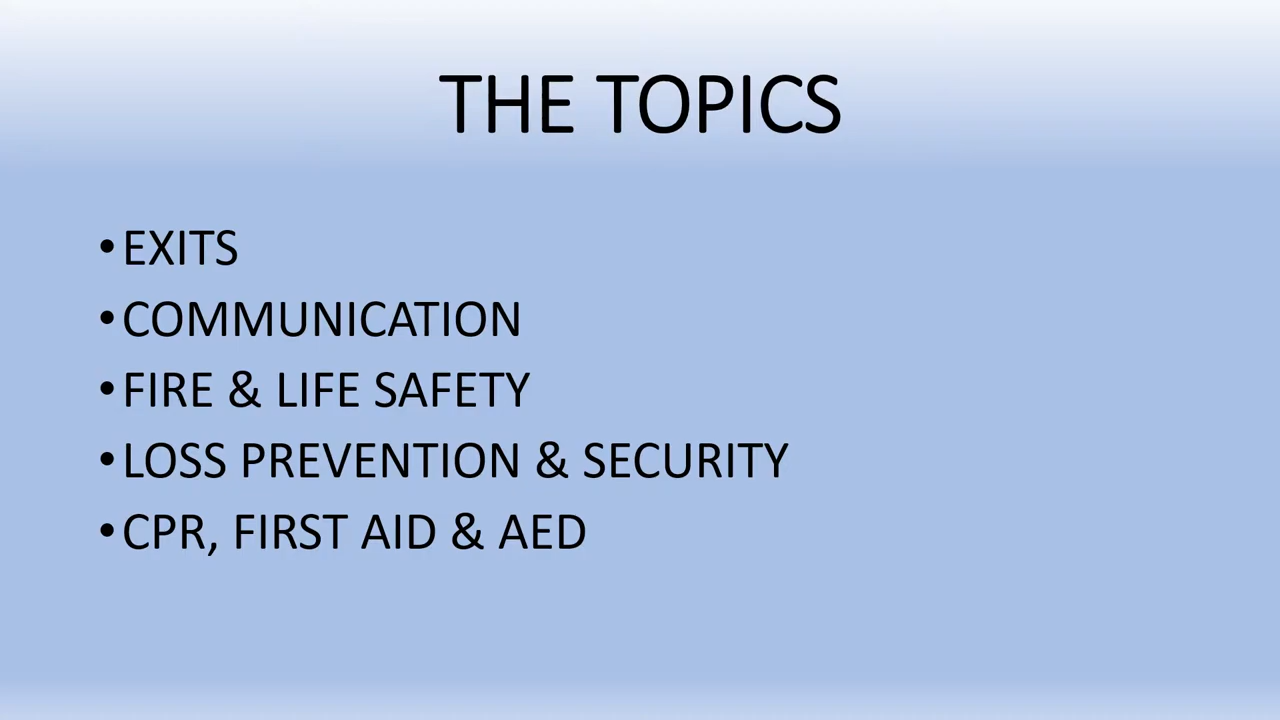 THE TOPICS
•EXITS
•COMMUNICATION
•FIRE & LIFE SAFETY
•LOSS PREVENTION & SECURITY
•CPR, FIRST AID & AED